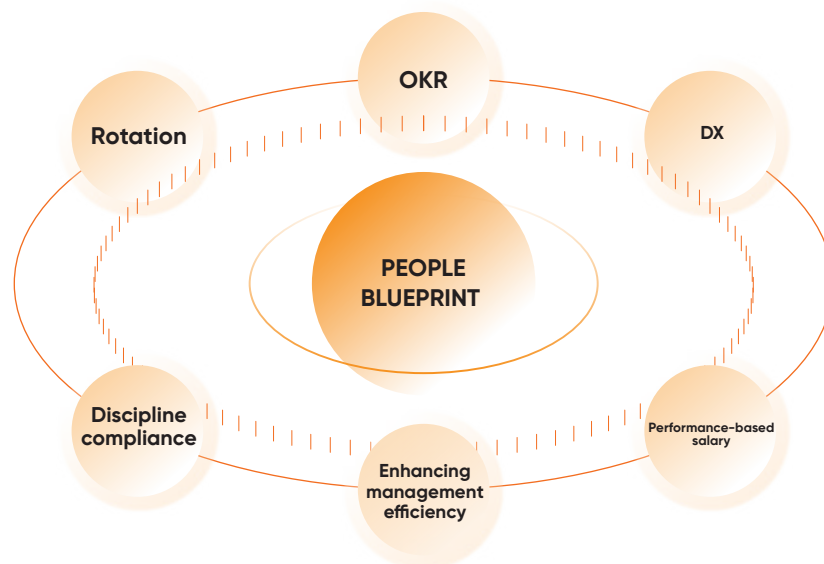 OKR
Rotation
DX
PEOPLE
BLUEPRINT
Discipline
compliance
Performance-based
salary
Enhancing
management
efficiency